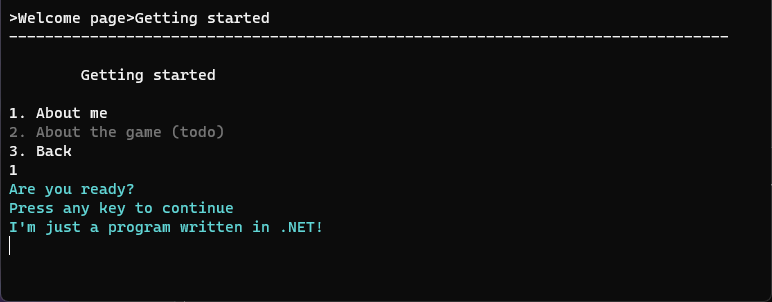 >Welcome page>Getting started
--------------------------------------------------------------------------------
Getting started
1. About me
2. About the game (todo)
3. Back
1
Are you ready?
Press any key to continue
I'm just a program written in .NET!